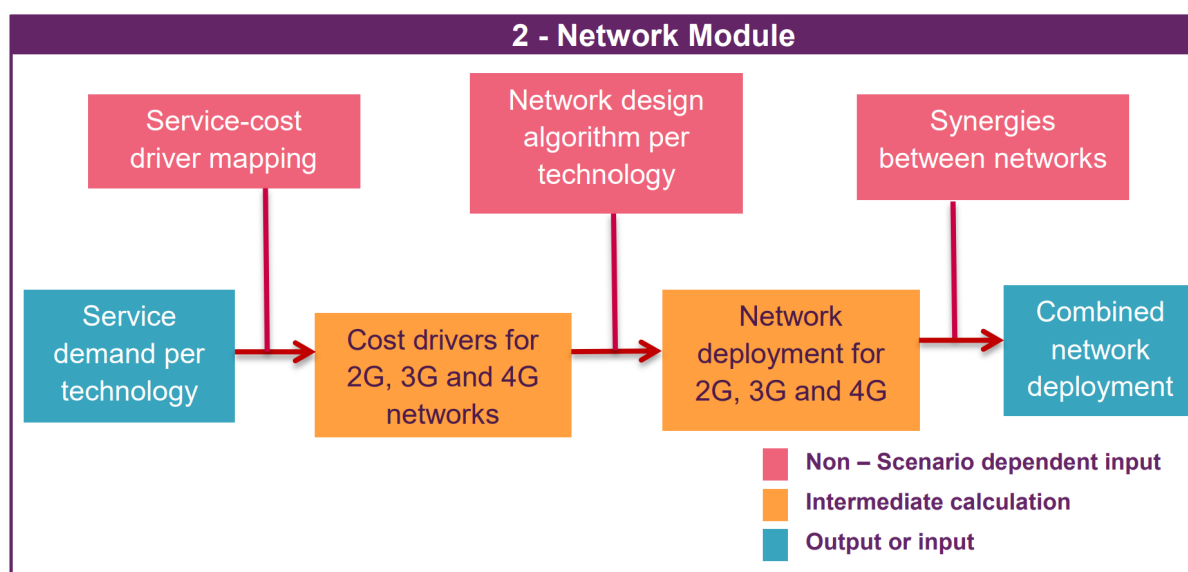 2 - Network Module
Service-cost
driver mapping
Network design
algorithm per
technology
Synergies
between networks
Service
demand per
technology
Cost drivers for
2G, 3G and 4G
networks
Network
deployment for
2G, 3G and 4G
Combined
network
deployment
Non – Scenario dependent input
Intermediate calculation
Output or input